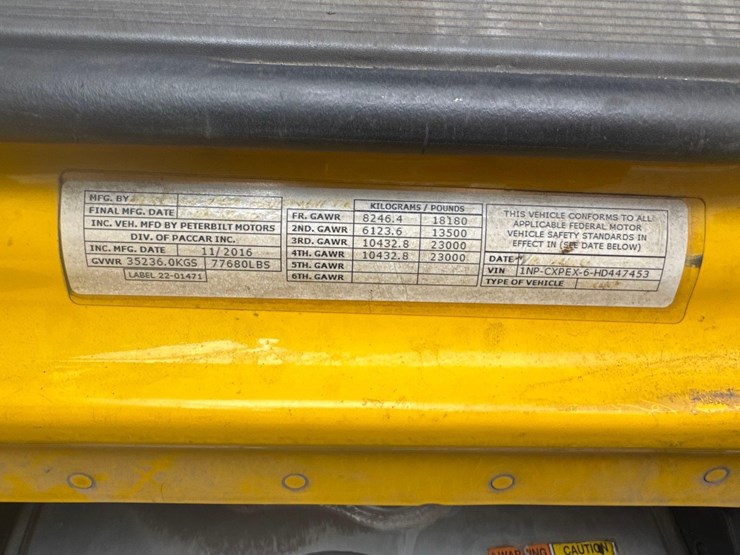 MFG. BY
FINAL MFG. DATE
INC. VEH. MFD BY PETERBILT MOTORS
DIV. OF PACCAR INC.
INC. MFG. DATE 11/2016
GVWR 35236.0KGS 77680LBS
LABEL 22-01471
KILOGRAMS / POUNDS
FR. GAWR 8246.4 18180
2ND. GAWR 6123.6 13500
3RD. GAWR 10432.8 23000
4TH. GAWR 10432.8 23000
5TH. GAWR
6TH. GAWR
THIS VEHICLE CONFORMS TO ALL
APPLICABLE FEDERAL MOTOR
VEHICLE SAFETY STANDARDS IN
EFFECT IN (SEE DATE BELOW)
DATE
VIN 1NP-CXPEX-6-HD447453
TYPE OF VEHICLE
WARNING
CAUTION